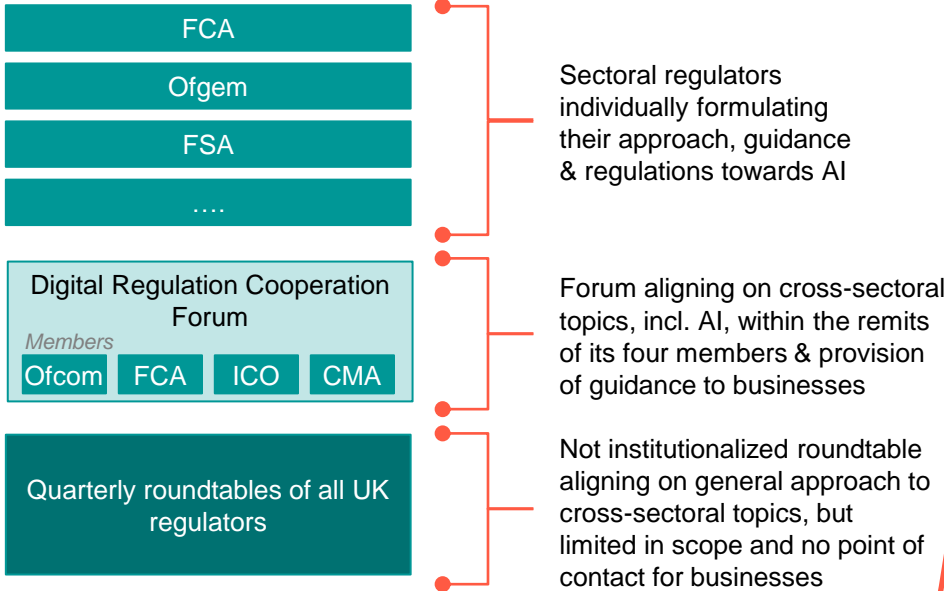 FCA
Ofgem
FSA
....
Sectoral regulators
individually formulating
their approach, guidance
& regulations towards AI
Digital Regulation Cooperation
Forum
Members
Ofcom
FCA
ICO
CMA
Forum aligning on cross-sectoral
topics, incl. AI, within the remits
of its four members & provision
of guidance to businesses
Quarterly roundtables of all UK
regulators
Not institutionalized roundtable
aligning on general approach to
cross-sectoral topics, but
limited in scope and no point of
contact for businesses